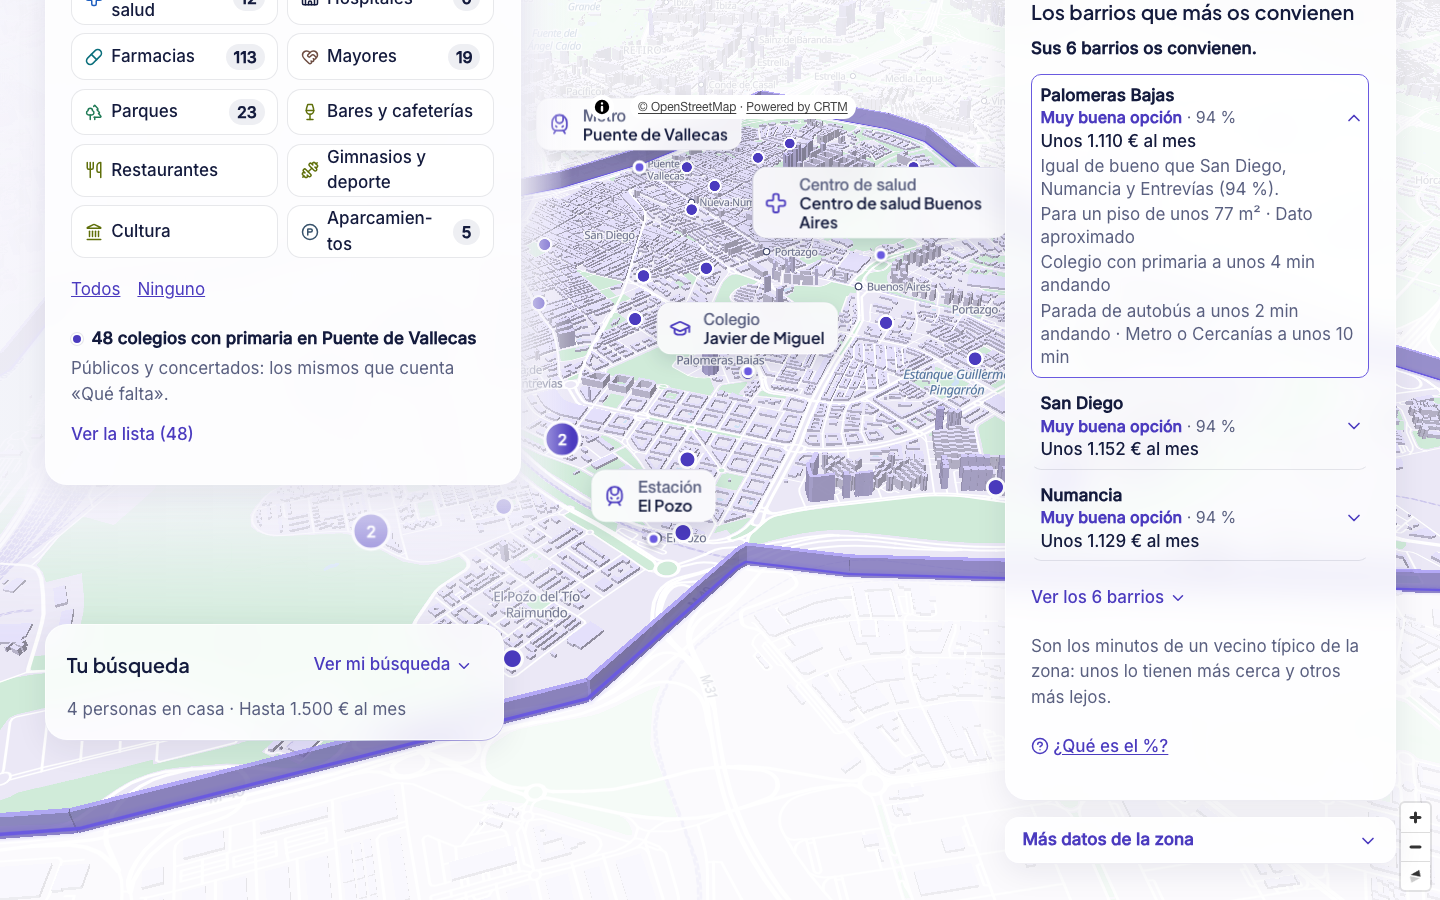 salud
12
Hospitales
6
Farmacias
113
Mayores
19
Parques
23
Bares y cafeterías
Restaurantes
Gimnasios y
deporte
Cultura
Aparcamien-
tos
5
Todos
Ninguno
48 colegios con primaria en Puente de Vallecas
Públicos y concertados: los mismos que cuenta
«Qué falta».
Ver la lista (48)
Tu búsqueda
Ver mi búsqueda
4 personas en casa · Hasta 1.500 € al mes
RETIRO
Estrella
Media Legua
© OpenStreetMap · Powered by CRTM
Metro
Puente de Vallecas
Puente
Vallecas
Centro de salud
Centro de salud Buenos
Aires
Nueva Num
San Diego
Portazgo
Buenos Aires
Portazgo
Colegio
Javier de Miguel
Palomeras Bajas
Estanque Guillermo
Pingarrón
2
Estación
El Pozo
2
El Pozo
El Pozo del Tío
Raimundo
M-31
Los barrios que más os convienen
Sus 6 barrios os convienen.
Palomeras Bajas
Muy buena opción · 94 %
Unos 1.110 € al mes
Igual de bueno que San Diego,
Numancia y Entrevías (94 %).
Para un piso de unos 77 m² · Dato
aproximado
Colegio con primaria a unos 4 min
andando
Parada de autobús a unos 2 min
andando · Metro o Cercanías a unos 10
min
San Diego
Muy buena opción · 94 %
Unos 1.152 € al mes
Numancia
Muy buena opción · 94 %
Unos 1.129 € al mes
Ver los 6 barrios
Son los minutos de un vecino típico de la
zona: unos lo tienen más cerca y otros
más lejos.
¿Qué es el %?
Más datos de la zona